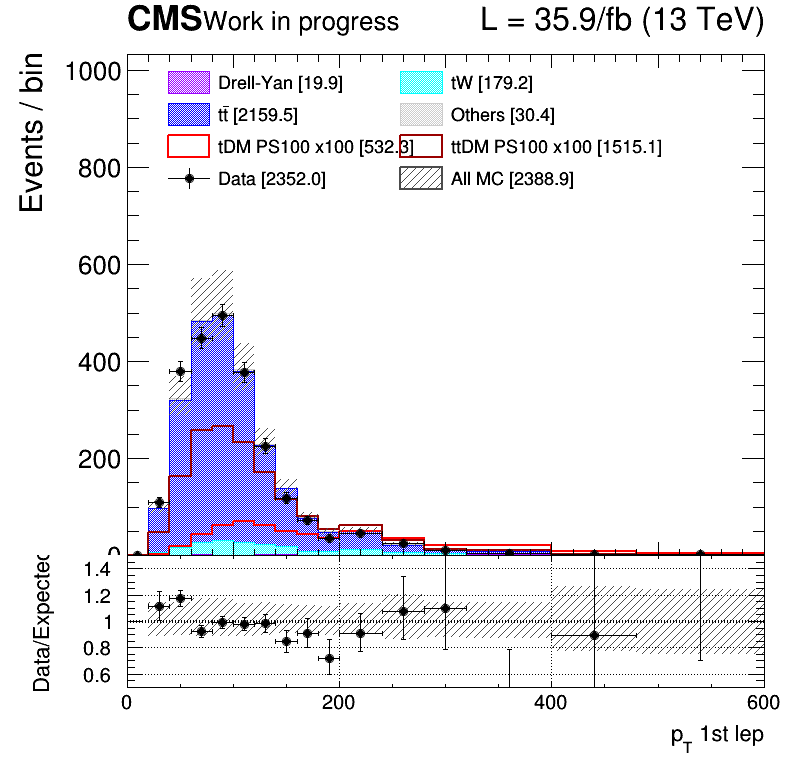 CMS Work in progress L = 35.9/fb (13 TeV)
Events / bin
1000
800
600
400
200
0
Drell-Yan [19.9] tW [179.2]
tt̄ [2159.5] Others [30.4]
tDM PS100 x100 [532.3] ttDM PS100 x100 [1515.1]
Data [2352.0] All MC [2388.9]
Data/Expected
1.4
1.2
1
0.8
0.6
0 200 400 600
p_T 1st lep